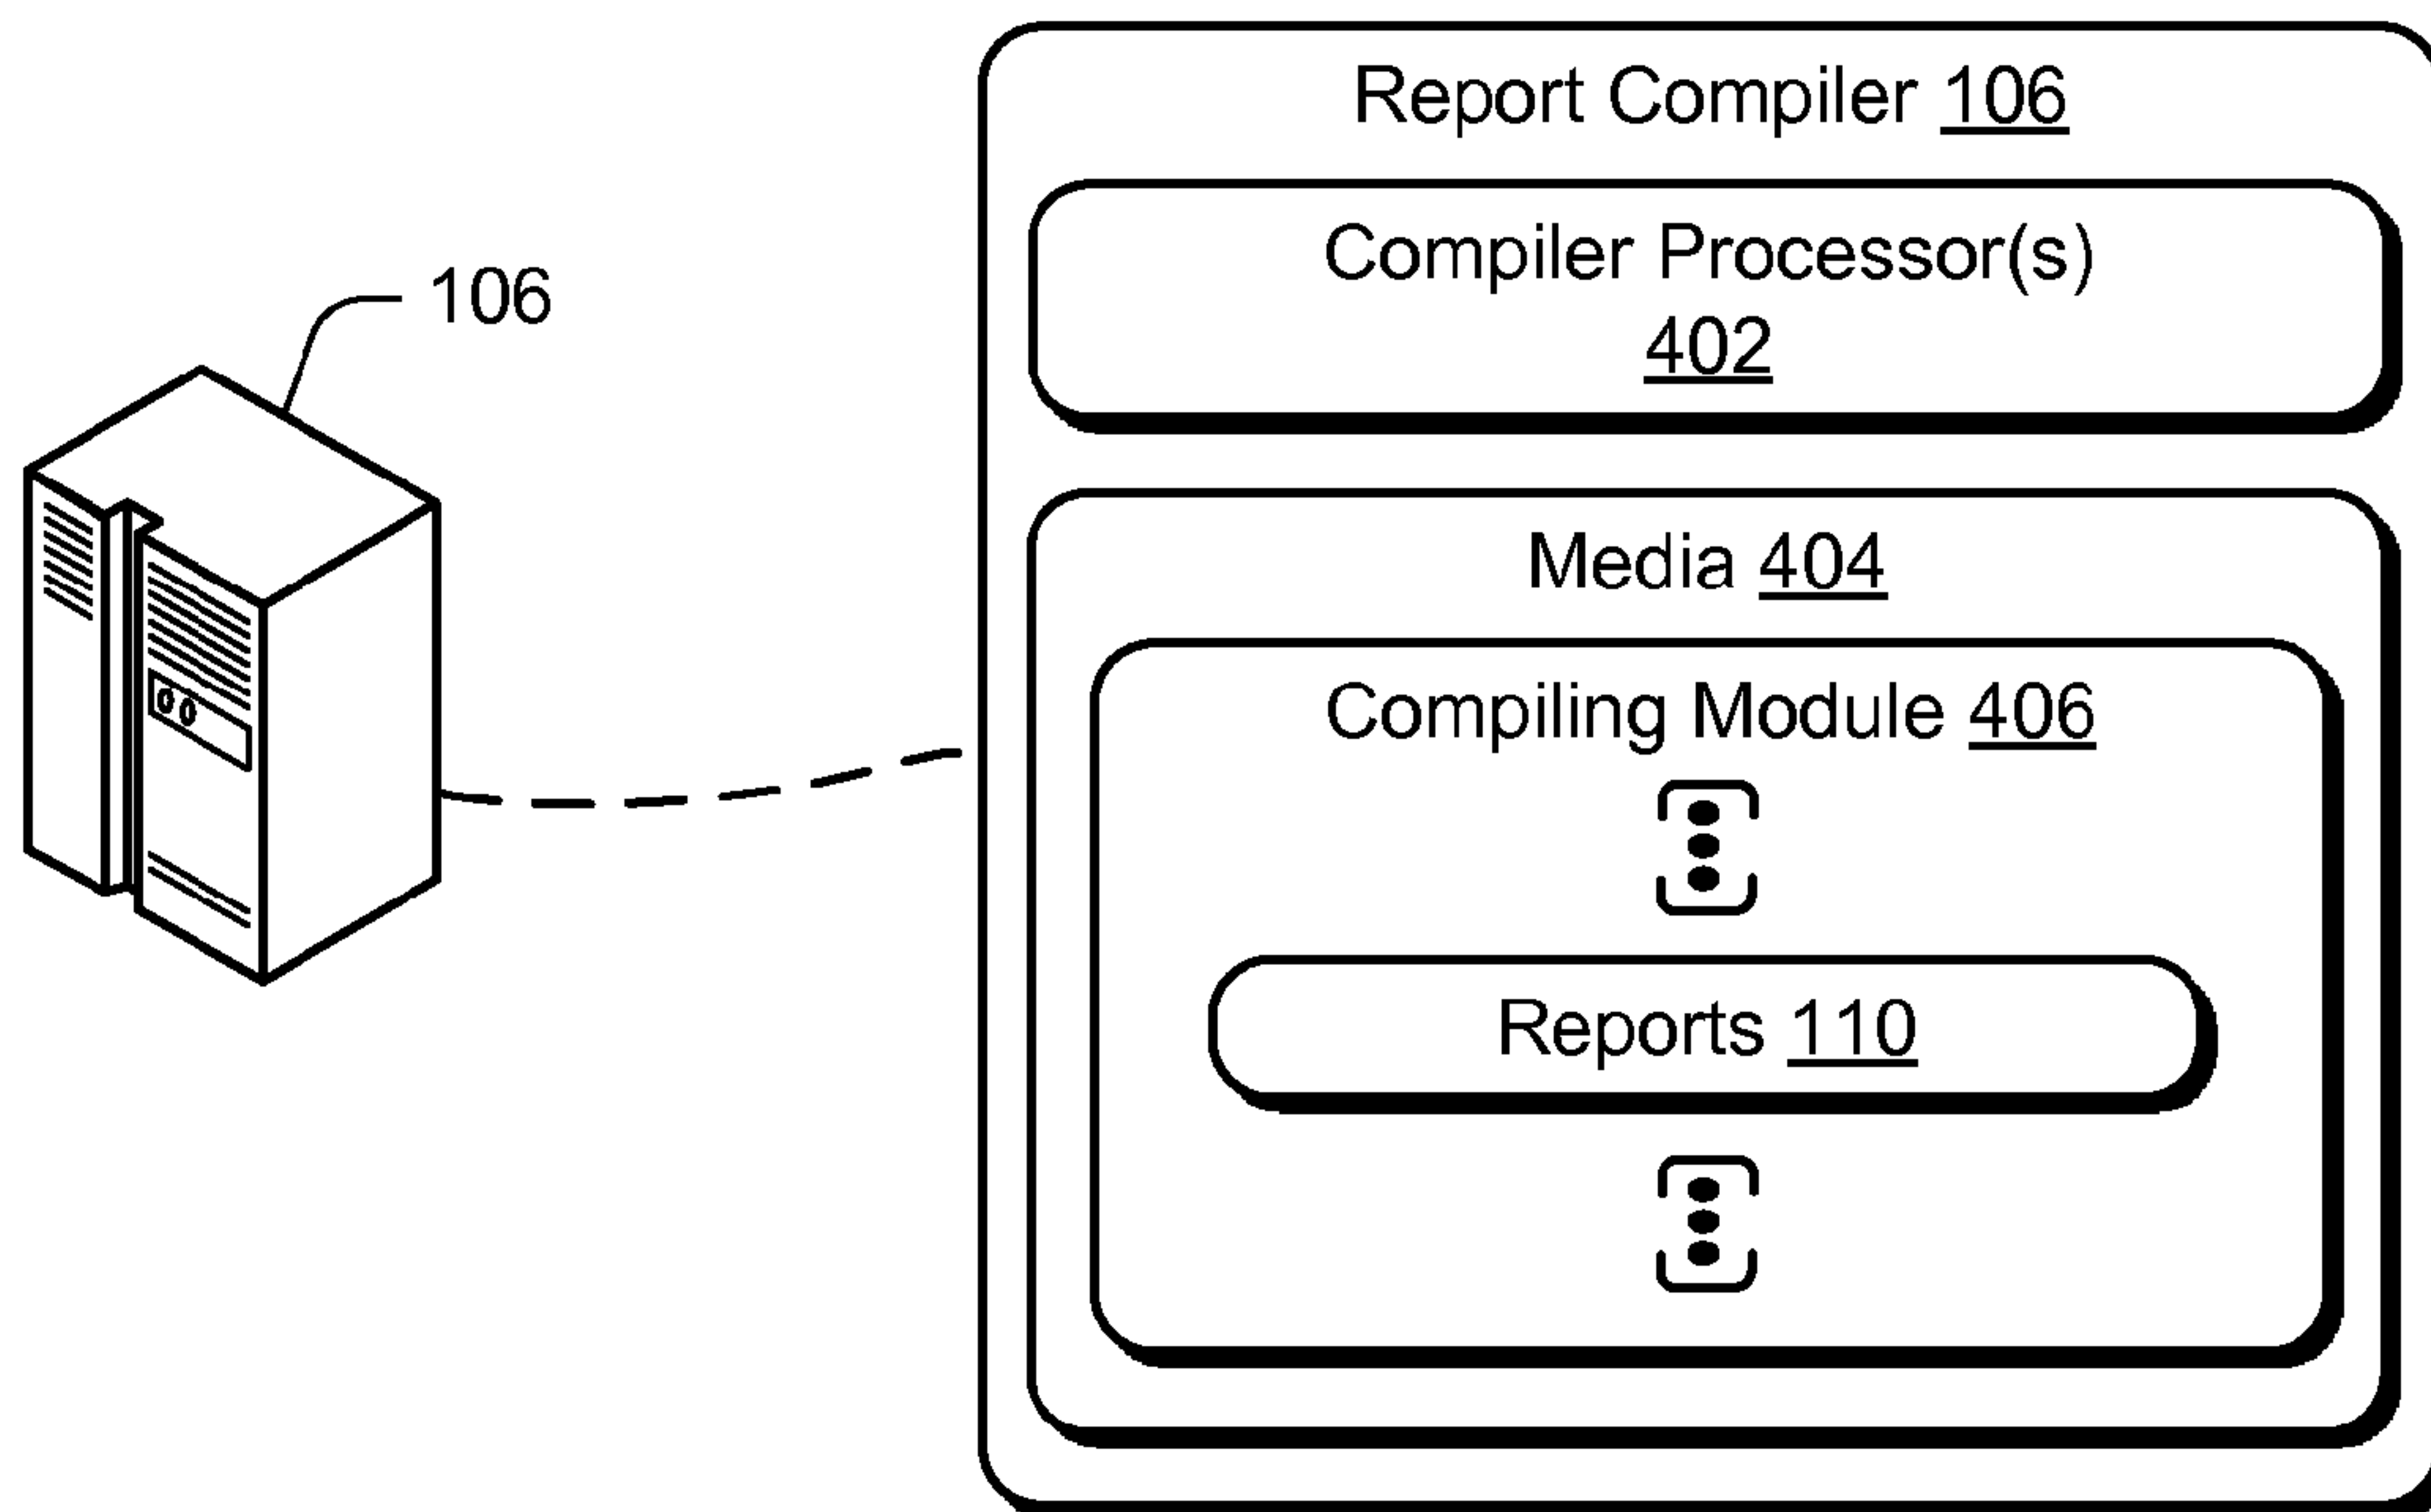 106
Report Compiler 106
Compiler Processor(s)
402
Media 404
Compiling Module 406
Reports 110